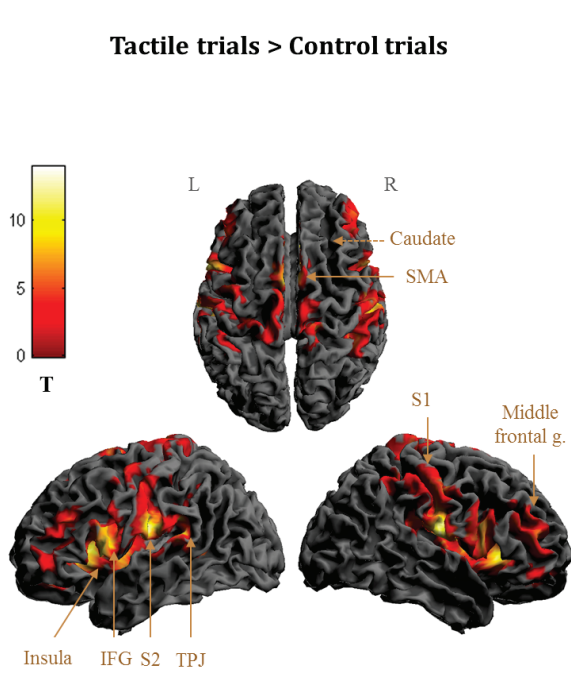 Tactile trials > Control trials
L
R
10
5
0
T
Caudate
SMA
S1
Middle
frontal g.
Insula
IFG
S2
TPJ